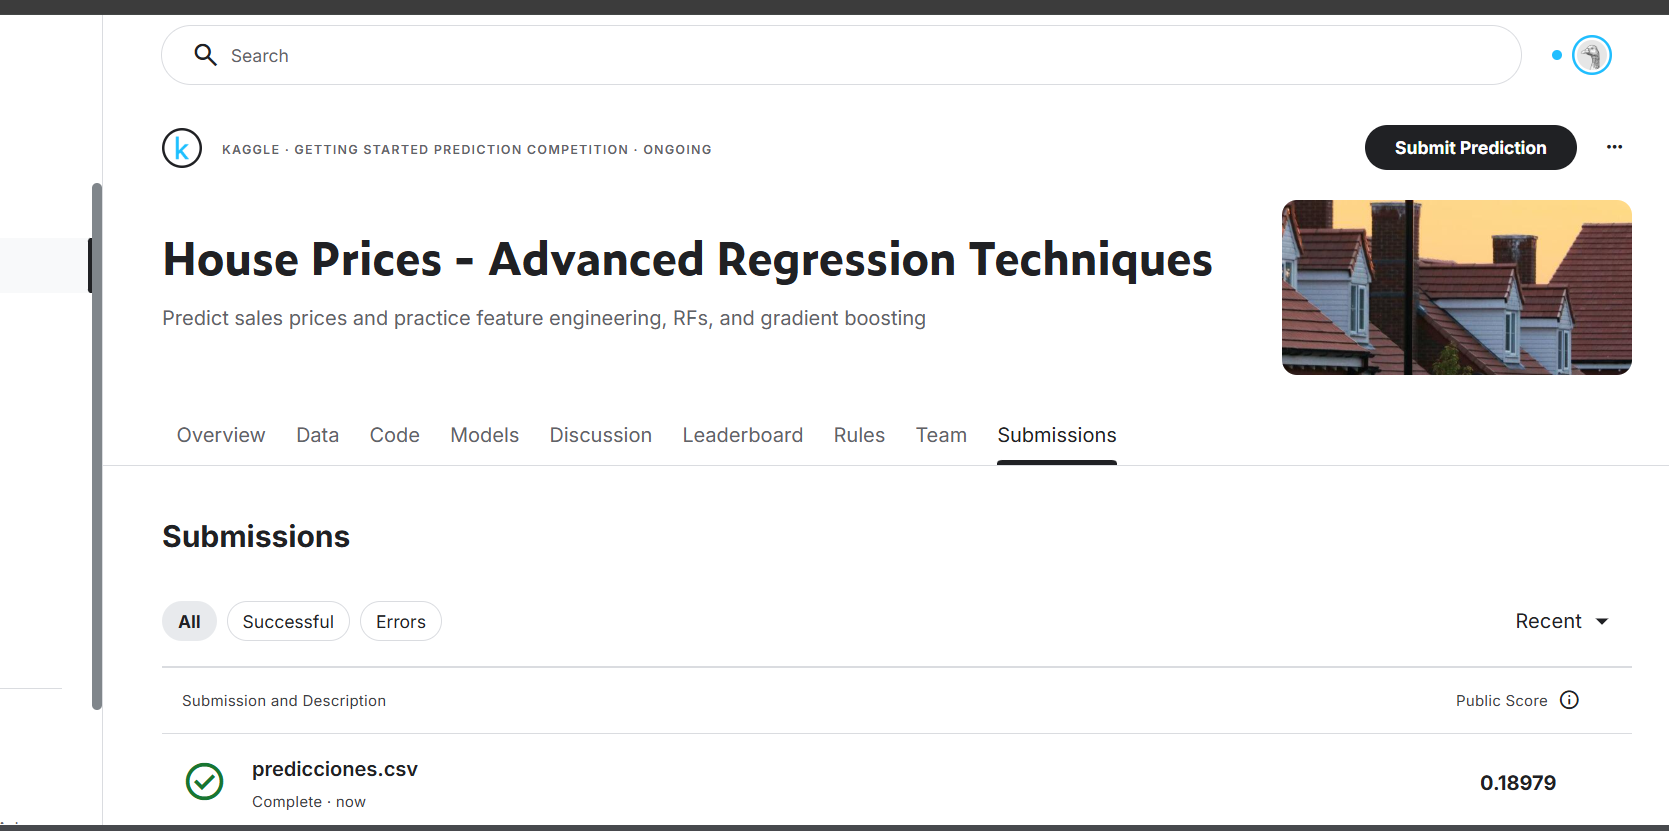 Search
KAGGLE · GETTING STARTED PREDICTION COMPETITION · ONGOING
Submit Prediction
House Prices - Advanced Regression Techniques
Predict sales prices and practice feature engineering, RFs, and gradient boosting
Overview Data Code Models Discussion Leaderboard Rules Team Submissions
Submissions
All Successful Errors Recent
Submission and Description Public Score
predicciones.csv
Complete · now
0.18979